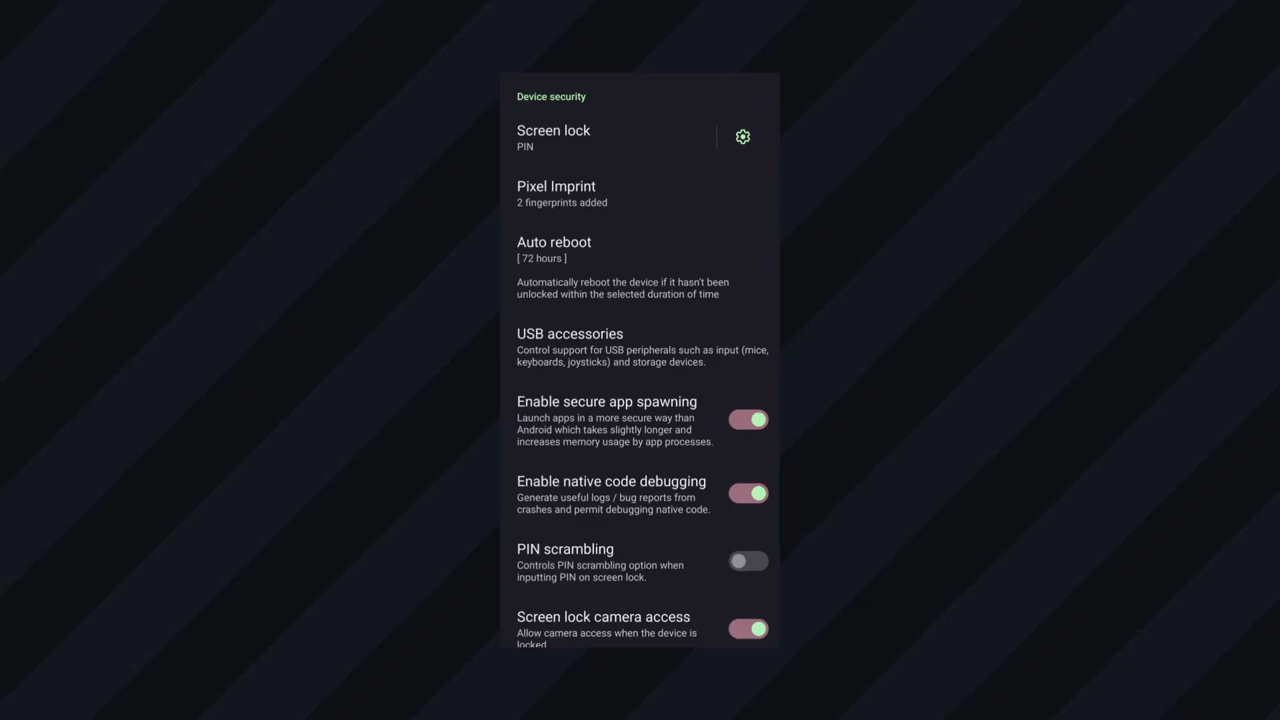 Device security
Screen lock
PIN
Pixel Imprint
2 fingerprints added
Auto reboot
[ 72 hours ]
Automatically reboot the device if it hasn't been
unlocked within the selected duration of time
USB accessories
Control support for USB peripherals such as input (mice,
keyboards, joysticks) and storage devices.
Enable secure app spawning
Launch apps in a more secure way than
Android which takes slightly longer and
increases memory usage by app processes.
Enable native code debugging
Generate useful logs / bug reports from
crashes and permit debugging native code.
PIN scrambling
Controls PIN scrambling option when
inputting PIN on screen lock.
Screen lock camera access
Allow camera access when the device is
locked